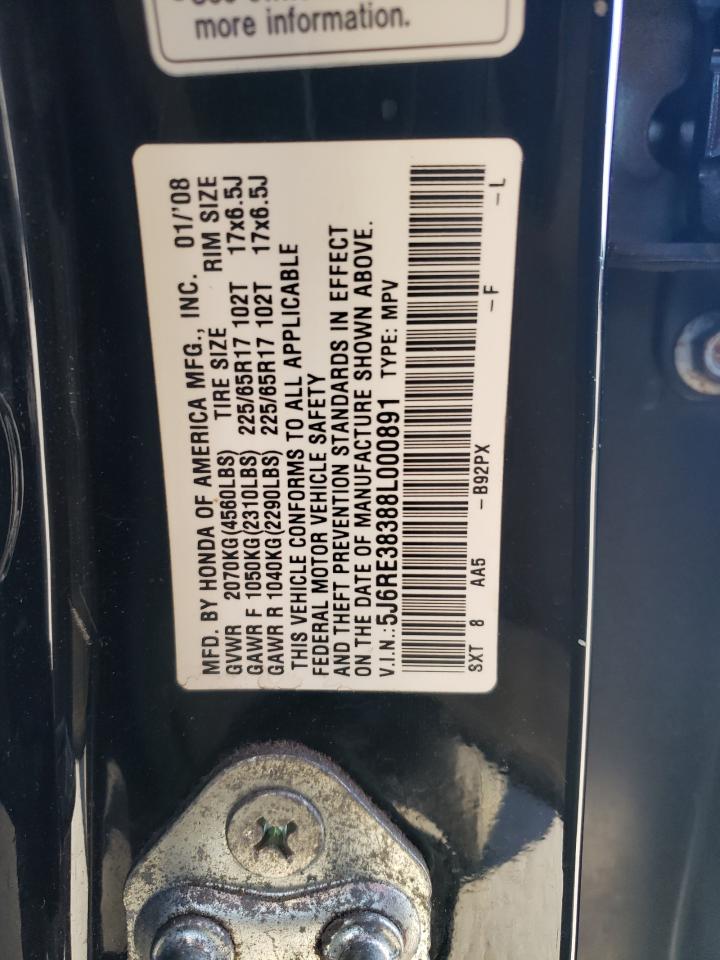 more information.
MFD. BY HONDA OF AMERICA MFG., INC. 01/'08
GVWR 2070KG(4560LBS) TIRE SIZE RIM SIZE
GAWR F 1050KG(2310LBS) 225/65R17 102T 17x6.5J
GAWR R 1040KG(2290LBS) 225/65R17 102T 17x6.5J
THIS VEHICLE CONFORMS TO ALL APPLICABLE
FEDERAL MOTOR VEHICLE SAFETY
AND THEFT PREVENTION STANDARDS IN EFFECT
ON THE DATE OF MANUFACTURE SHOWN ABOVE.
V.I.N.:5J6RE38388L000891 TYPE: MPV
SXT 8 AA5 -B92PX -F -L